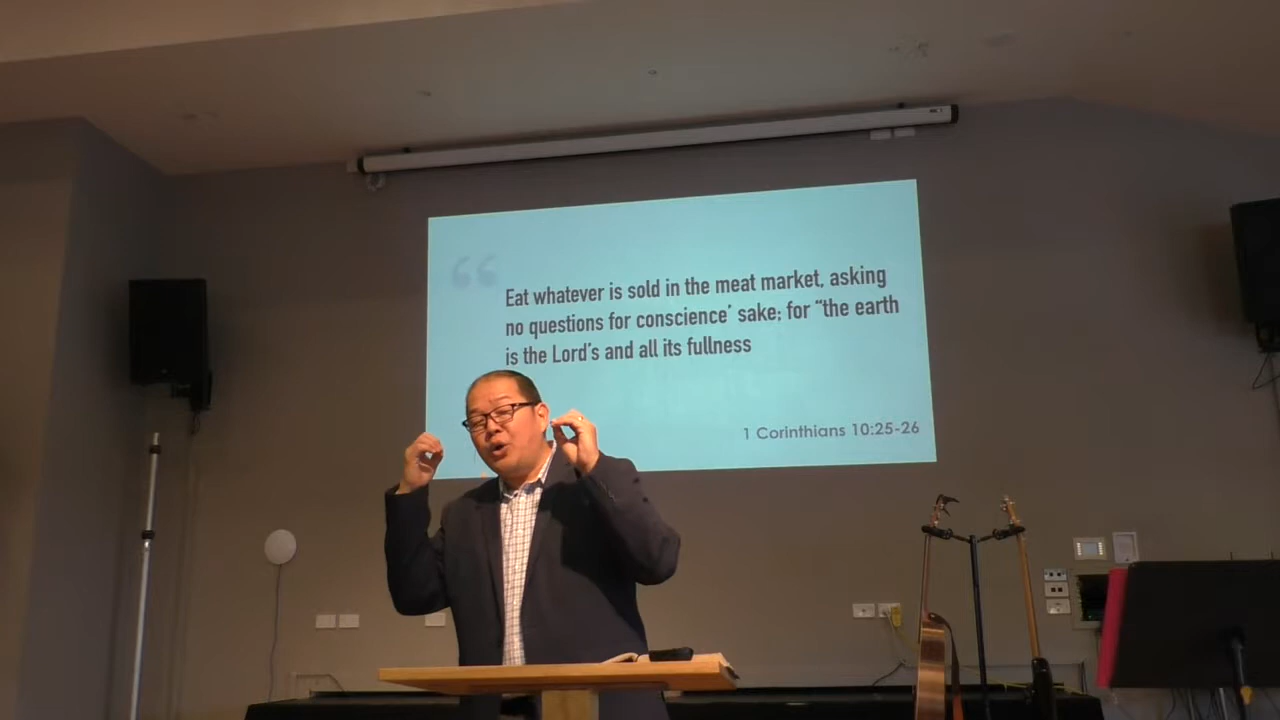 “
Eat whatever is sold in the meat market, asking
no questions for conscience’ sake; for “the earth
is the Lord’s and all its fullness
1 Corinthians 10:25-26